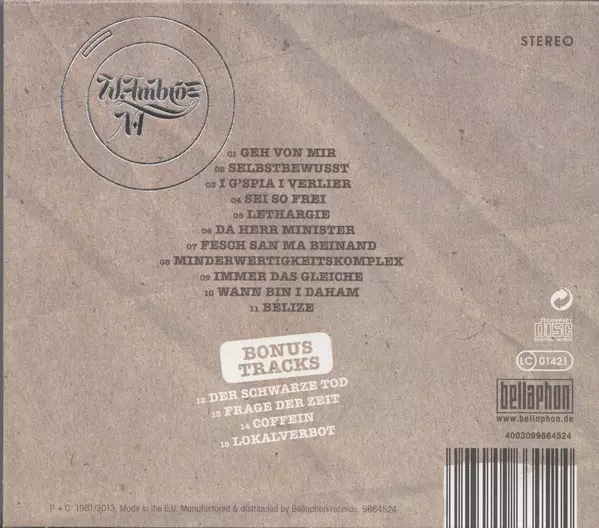 STEREO
W.Ambros
01 GEH VON MIR
02 SELBSTBEWUSST
03 I G'SPIA I VERLIER
04 SEI SO FREI
05 LETHARGIE
06 DA HERR MINISTER
07 FESCH SAN MA BEINAND
08 MINDERWERTIGKEITSKOMPLEX
09 IMMER DAS GLEICHE
10 WANN BIN I DAHAM
11 BÉLIZE
BONUS
TRACKS
12 DER SCHWARZE TOD
13 FRAGE DER ZEIT
14 COFFEIN
15 LOKALVERBOT
COMPACT
disc
DIGITAL AUDIO
LC 01421
bellaphon
www.bellaphon.de
4003099664524
P + C 1981/2013, Made in the E.U. Manufactured & distributed by Bellaphon records. 9664524